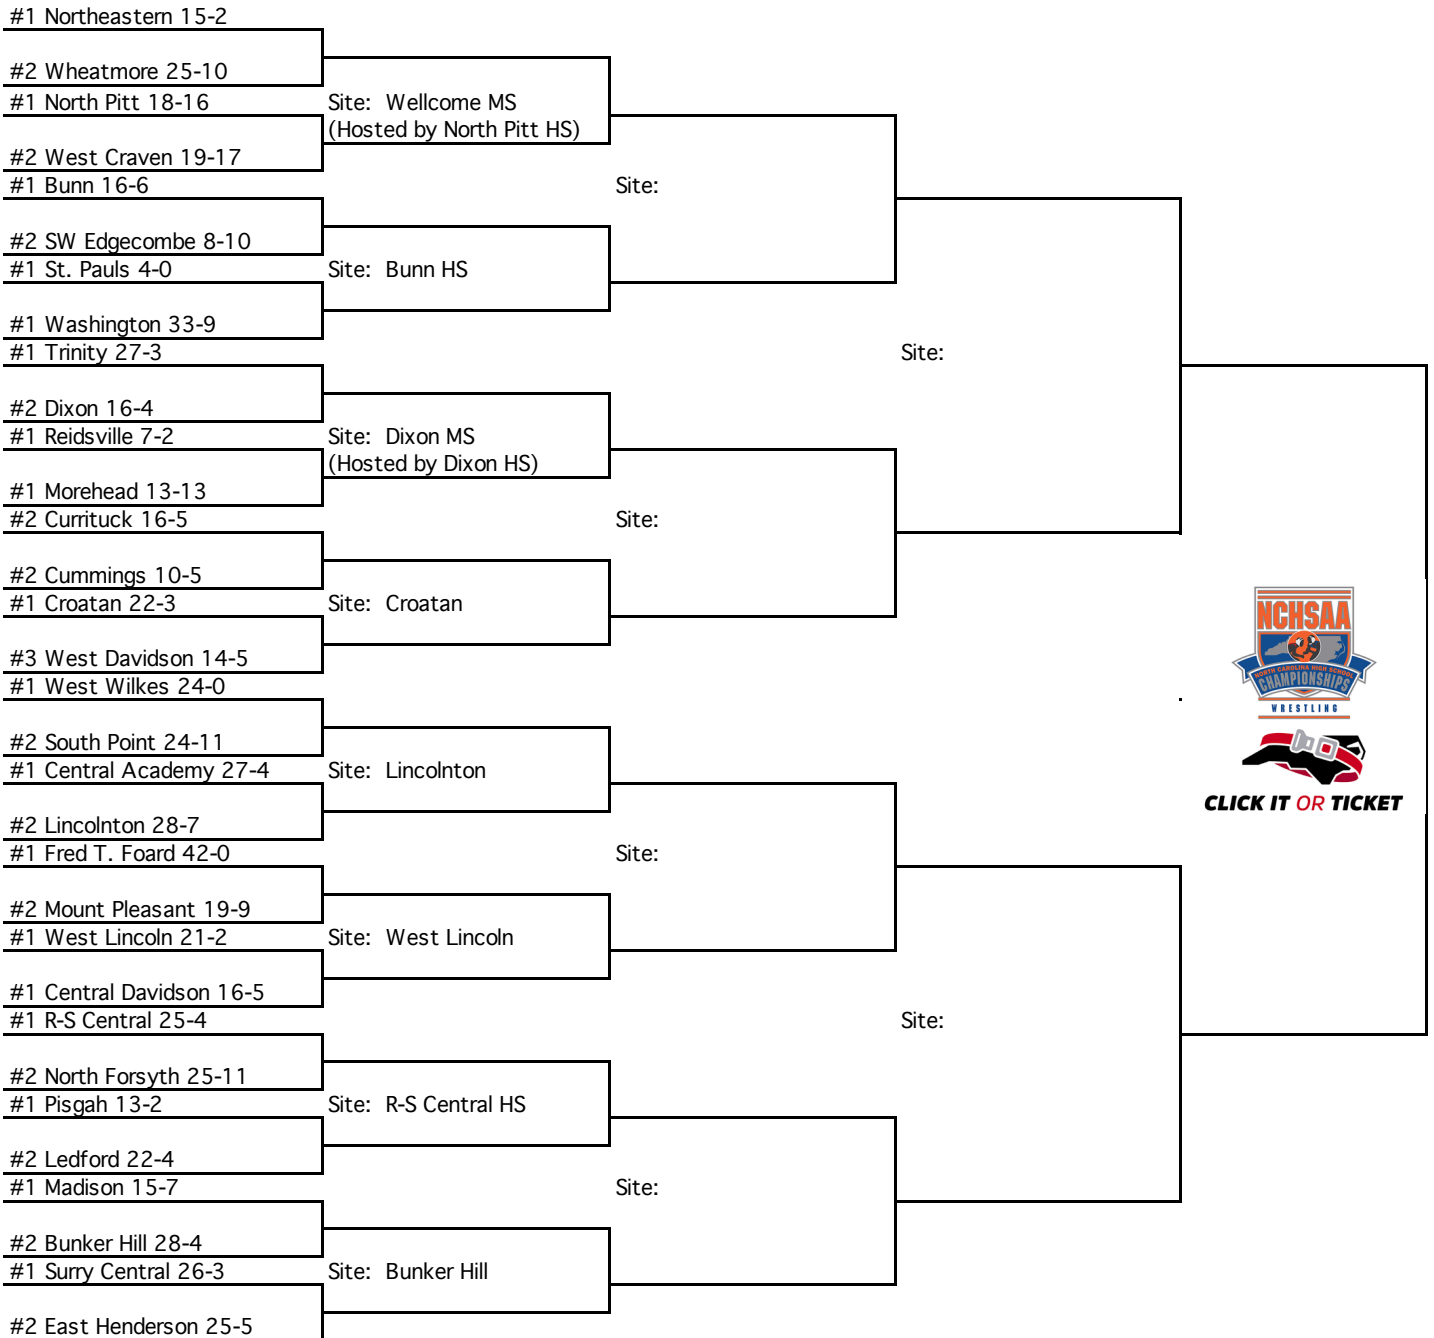 #1 Northeastern 15-2
#2 Wheatmore 25-10
#1 North Pitt 18-16
Site: Wellcome MS
(Hosted by North Pitt HS)
#2 West Craven 19-17
#1 Bunn 16-6
Site:
#2 SW Edgecombe 8-10
#1 St. Pauls 4-0
Site: Bunn HS
#1 Washington 33-9
#1 Trinity 27-3
Site:
#2 Dixon 16-4
#1 Reidsville 7-2
Site: Dixon MS
(Hosted by Dixon HS)
#1 Morehead 13-13
#2 Currituck 16-5
Site:
#2 Cummings 10-5
#1 Croatan 22-3
Site: Croatan
#3 West Davidson 14-5
#1 West Wilkes 24-0
NCHSAA
NORTH CAROLINA HIGH SCHOOL
CHAMPIONSHIPS
WRESTLING
#2 South Point 24-11
#1 Central Academy 27-4
Site: Lincolnton
CLICK IT OR TICKET
#2 Lincolnton 28-7
#1 Fred T. Foard 42-0
Site:
#2 Mount Pleasant 19-9
#1 West Lincoln 21-2
Site: West Lincoln
#1 Central Davidson 16-5
#1 R-S Central 25-4
Site:
#2 North Forsyth 25-11
#1 Pisgah 13-2
Site: R-S Central HS
#2 Ledford 22-4
#1 Madison 15-7
Site:
#2 Bunker Hill 28-4
#1 Surry Central 26-3
Site: Bunker Hill
#2 East Henderson 25-5